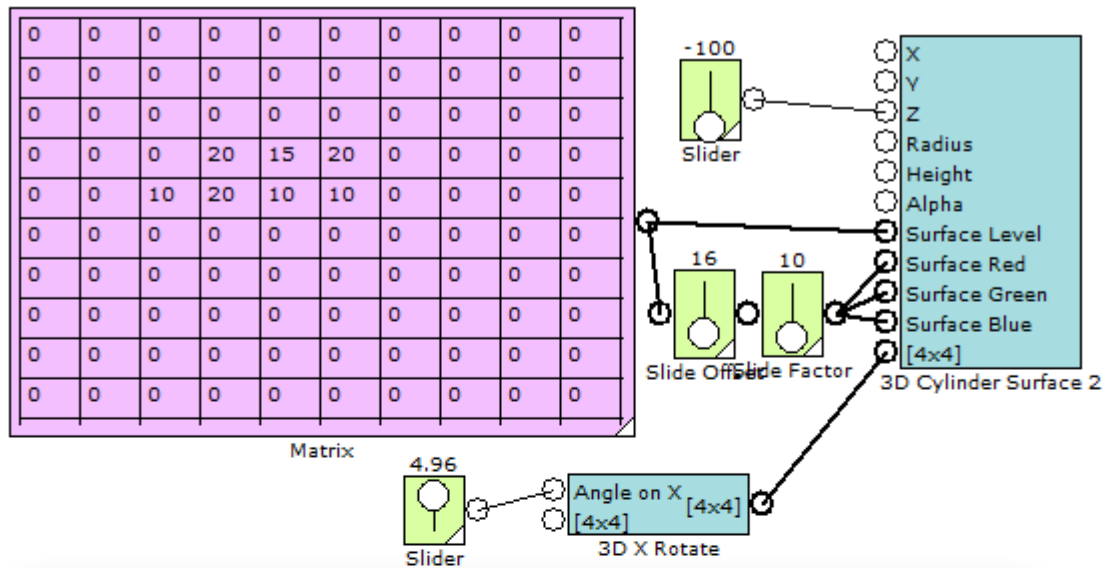 0 0 0 0 0 0 0 0 0 0
0 0 0 0 0 0 0 0 0 0
0 0 0 0 0 0 0 0 0 0
0 0 0 20 15 20 0 0 0 0
0 0 10 20 10 10 0 0 0 0
0 0 0 0 0 0 0 0 0 0
0 0 0 0 0 0 0 0 0 0
0 0 0 0 0 0 0 0 0 0
0 0 0 0 0 0 0 0 0 0
0 0 0 0 0 0 0 0 0 0
Matrix
-100
Slider
16
Slide Offset
10
Slide Factor
X
Y
Z
Radius
Height
Alpha
Surface Level
Surface Red
Surface Green
Surface Blue
[4x4]
3D Cylinder Surface 2
4.96
Slider
Angle on X
[4x4]
[4x4]
3D X Rotate